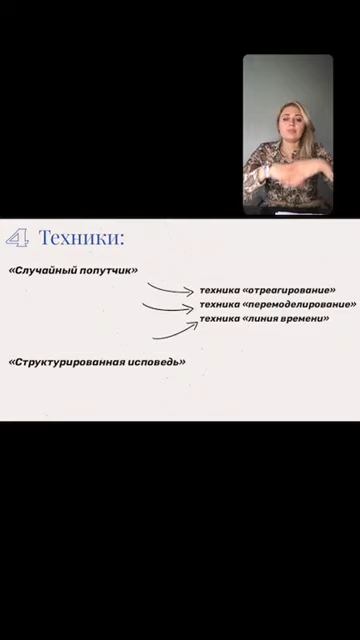 4 Техники:
«Случайный попутчик»
техника «отреагирование»
техника «перемоделирование»
техника «линия времени»
«Структурированная исповедь»